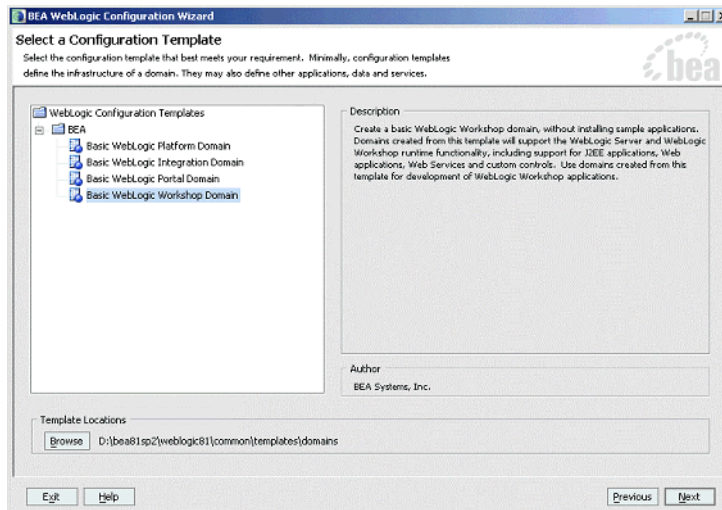 BEA WebLogic Configuration Wizard
Select a Configuration Template
Select the configuration template that best meets your requirement. Minimally, configuration templates
define the infrastructure of a domain. They may also define other applications, data and services.
bea
WebLogic Configuration Templates
BEA
Basic WebLogic Platform Domain
Basic WebLogic Integration Domain
Basic WebLogic Portal Domain
Basic WebLogic Workshop Domain
Description
Create a basic WebLogic Workshop domain, without installing sample applications.
Domains created from this template will support the WebLogic Server and WebLogic
Workshop runtime functionality, including support for J2EE applications, Web
applications, Web Services and custom controls. Use domains created from this
template for development of WebLogic Workshop applications.
Author
BEA Systems, Inc.
Template Locations
Browse D:\bea81sp2\weblogic81\common\templates\domains
Exit Help Previous Next